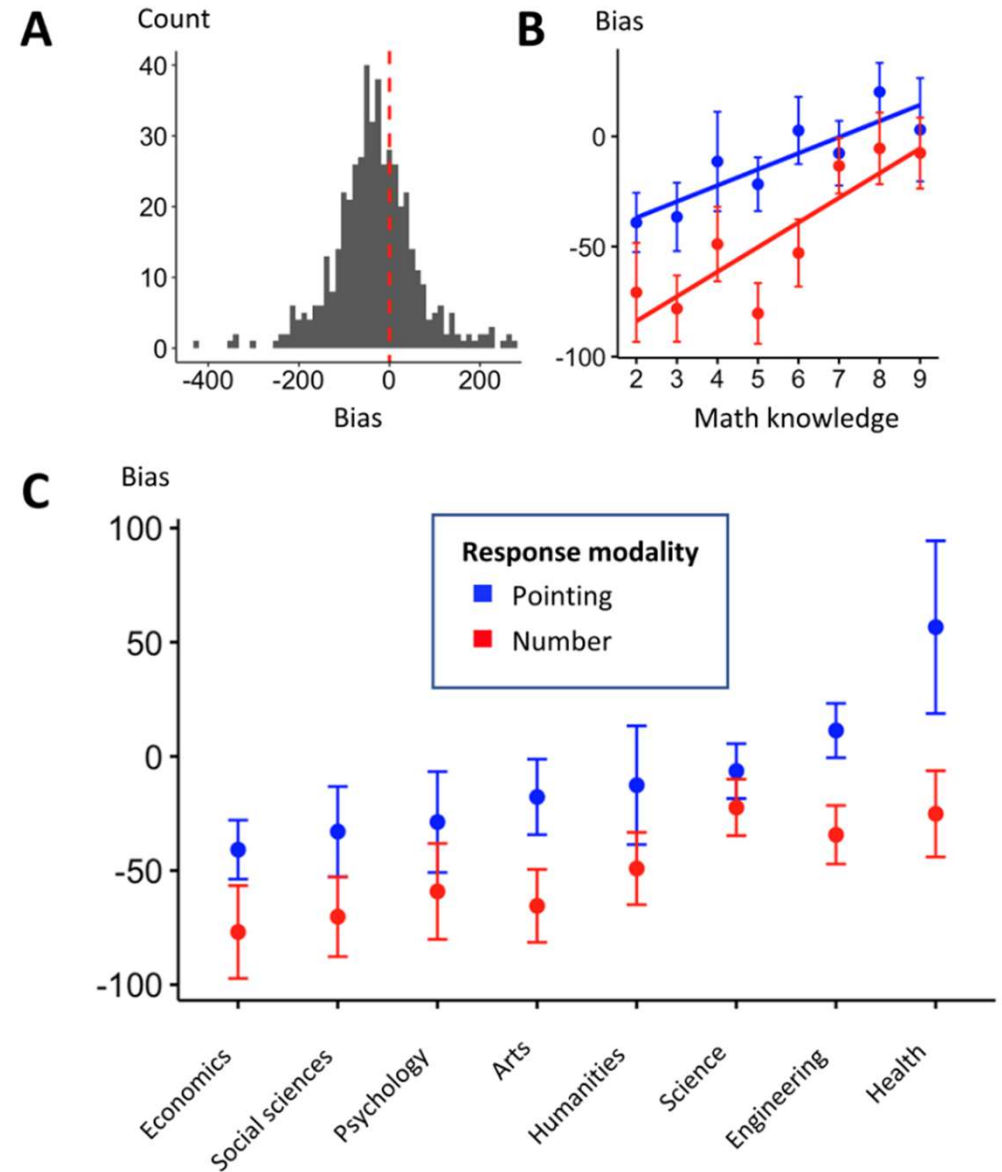 A
Count
40
30
20
10
0
-400 -200 0 200
Bias
B
Bias
0
-50
-100
2 3 4 5 6 7 8 9
Math knowledge
C
Bias
100
50
0
-50
-100
Response modality
Pointing
Number
Economics
Social sciences
Psychology
Arts
Humanities
Science
Engineering
Health